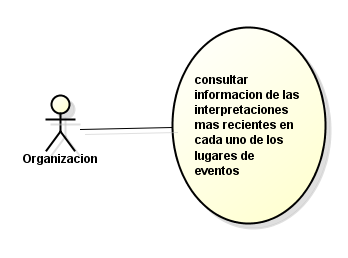 consultar
informacion de las
interpretaciones
mas recientes en
cada uno de los
lugares de
eventos
Organizacion